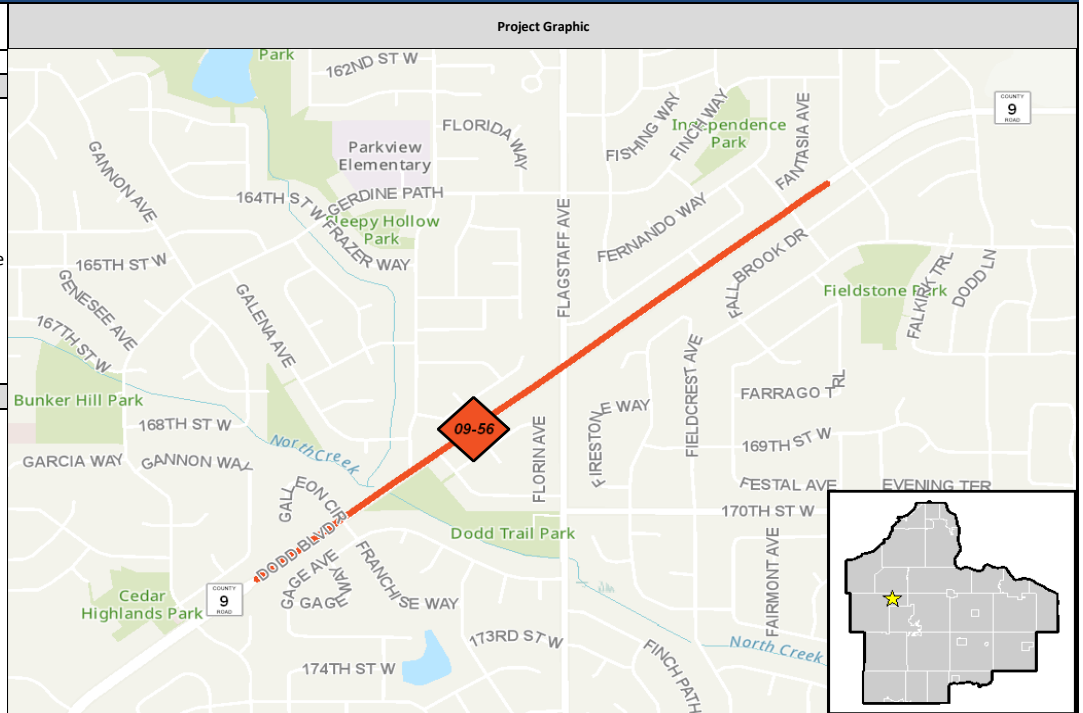 Project Graphic
Park
162ND ST W
COUNTY
9
ROAD
FLORIDA WAY
FISHING WAY
FINCH WAY
Independence
Park
FANTASIA AVE
Parkview
Elementary
GANNON AVE
164TH ST W
GERDINE PATH
Sleepy Hollow
Park
FRAZER WAY
FLAGSTAFF AVE
FERNANDO WAY
FALLBROOK DR
165TH ST W
e
GENESEE AVE
GALENA AVE
Fieldstone Park
FALKIRK TRL
DODD LN
167TH ST W
FIELDCREST AVE
Bunker Hill Park
FARRAGO T
RL
168TH ST W
09-56
FLORIN AVE
FIRESTON
E WAY
169TH ST W
North Creek
GARCIA WAY
GANNON WAY
GALL
EON CIR
FESTAL AVE
EVENING TER
170TH ST W
DODD BLVD
Dodd Trail Park
GAGE AVE
FRANCHISE WAY
FAIRMONT AVE
Cedar
Highlands Park
COUNTY
9
ROAD
GAGE
E WAY
173RD ST W
North Creek
174TH ST W
FINCH PATH